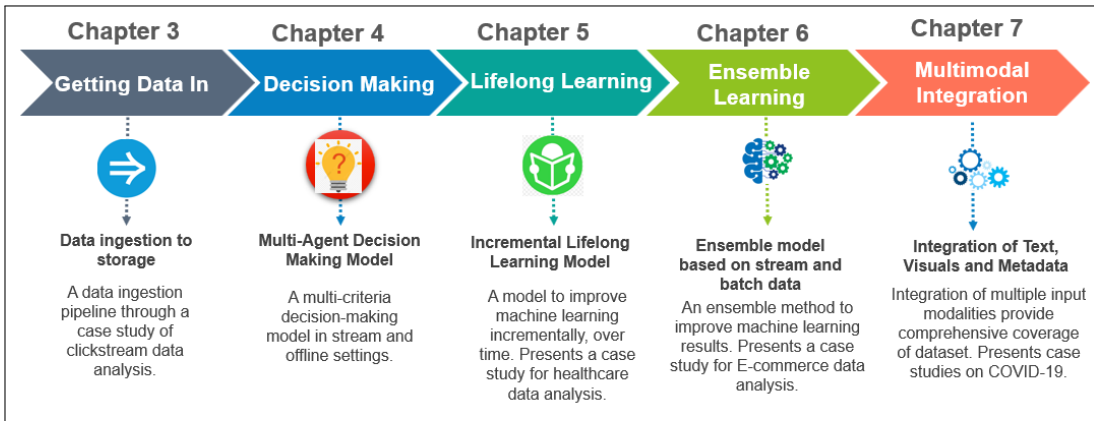 Chapter 3
Chapter 4
Chapter 5
Chapter 6
Chapter 7
Getting Data In
Decision Making
Lifelong Learning
Ensemble
Learning
Multimodal
Integration
?
Data ingestion to
storage
A data ingestion
pipeline through a
case study of
clickstream data
analysis.
Multi-Agent Decision
Making Model
A multi-criteria
decision-making
model in stream and
offline settings.
Incremental Lifelong
Learning Model
A model to improve
machine learning
incrementally, over
time. Presents a case
study for healthcare
data analysis.
Ensemble model
based on stream and
batch data
An ensemble method to
improve machine learning
results. Presents a case
study for E-commerce data
analysis.
Integration of Text,
Visuals and Metadata
Integration of multiple input
modalities provide
comprehensive coverage
of dataset. Presents case
studies on COVID-19.